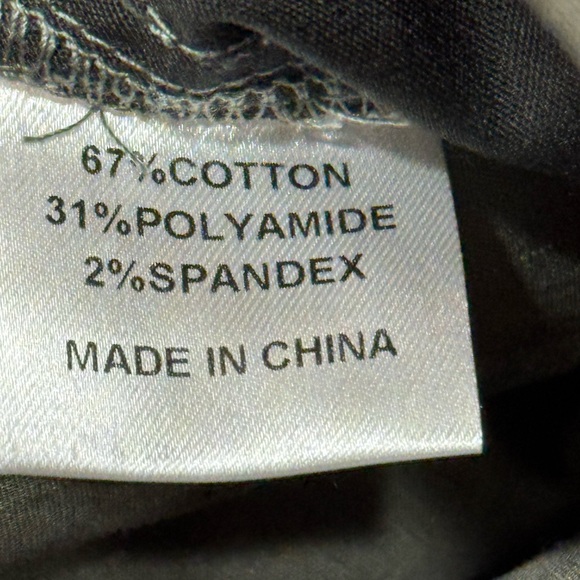 67%COTTON
31%POLYAMIDE
2%SPANDEX
MADE IN CHINA